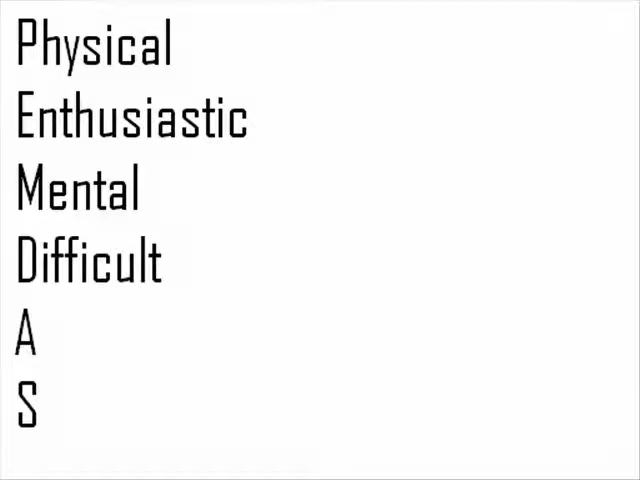 Physical
Enthusiastic
Mental
Difficult
A
S